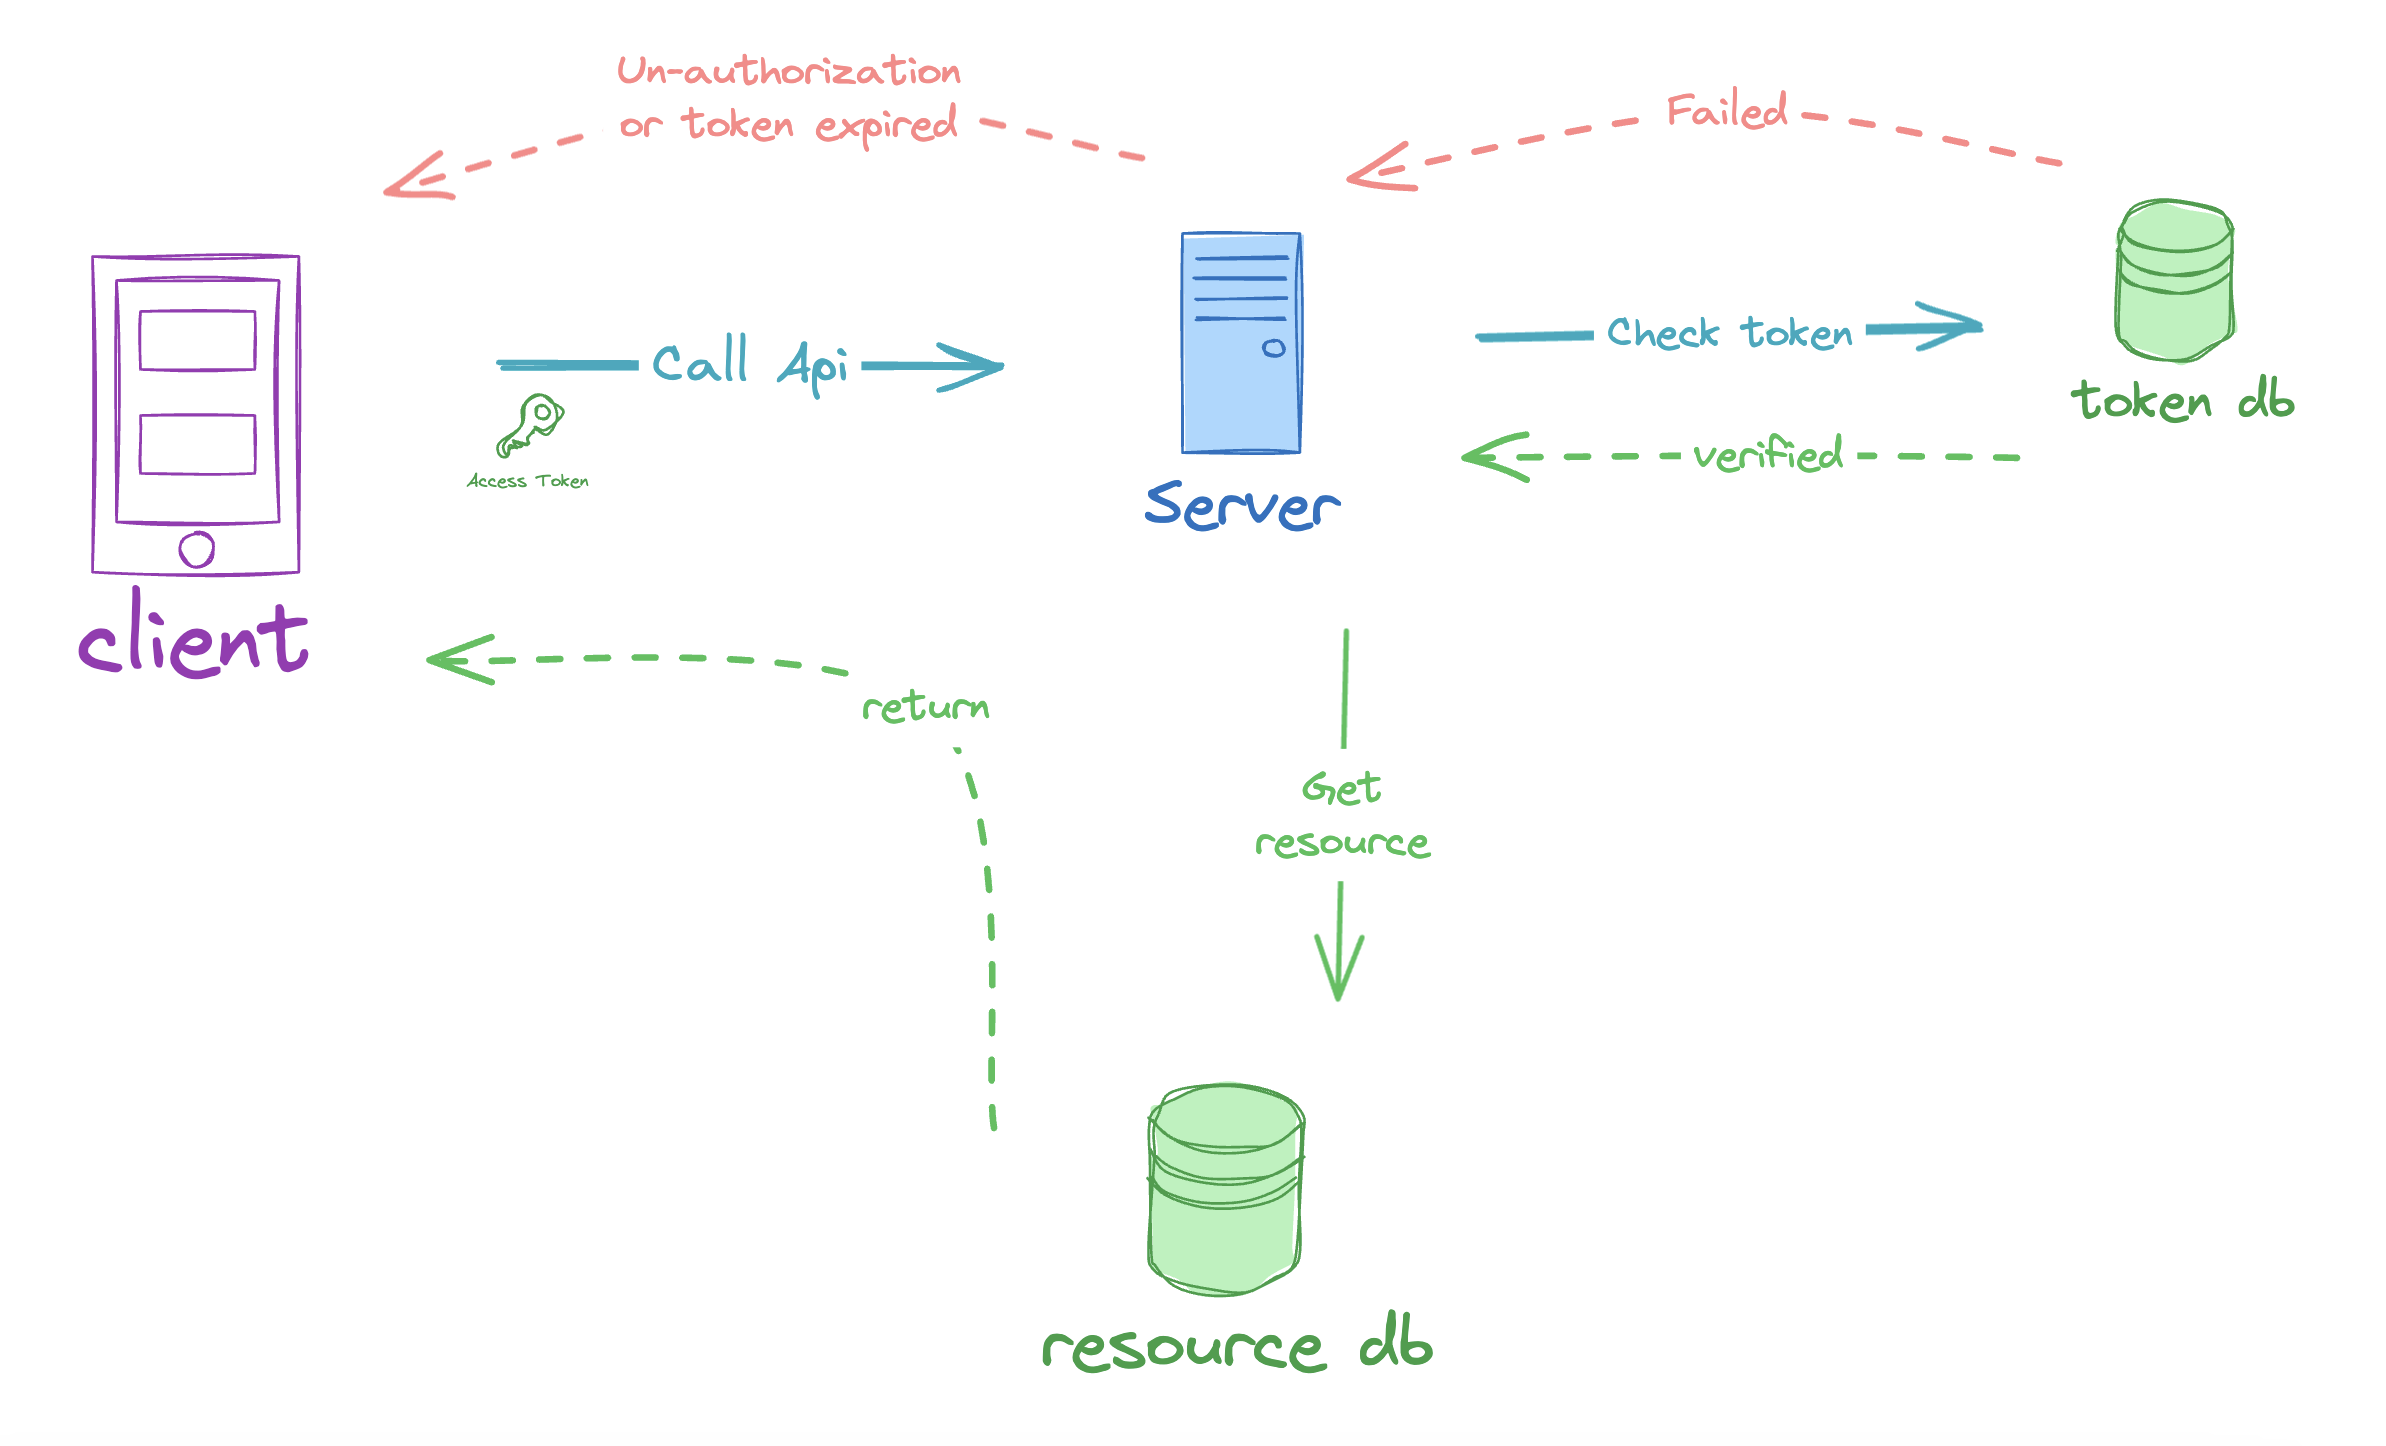 Un-authorization
or token expired
Failed
Call Api
Check token
token db
Access Token
verified
Server
client
return
Get
resource
resource db